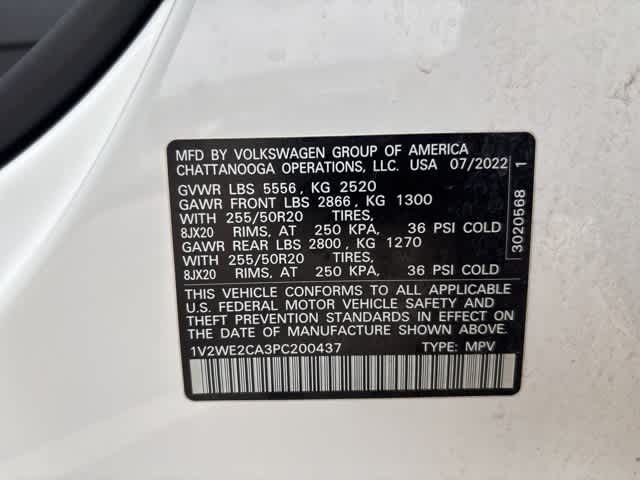 MFD BY VOLKSWAGEN GROUP OF AMERICA
CHATTANOOGA OPERATIONS, LLC. USA 07/2022
GVWR LBS 5556, KG 2520
GAWR FRONT LBS 2866, KG 1300
WITH 255/50R20 TIRES,
8JX20 RIMS, AT 250 KPA, 36 PSI COLD
GAWR REAR LBS 2800, KG 1270
WITH 255/50R20 TIRES,
8JX20 RIMS, AT 250 KPA, 36 PSI COLD
THIS VEHICLE CONFORMS TO ALL APPLICABLE
U.S. FEDERAL MOTOR VEHICLE SAFETY AND
THEFT PREVENTION STANDARDS IN EFFECT ON
THE DATE OF MANUFACTURE SHOWN ABOVE.
1V2WE2CA3PC200437 TYPE: MPV
3020568 1